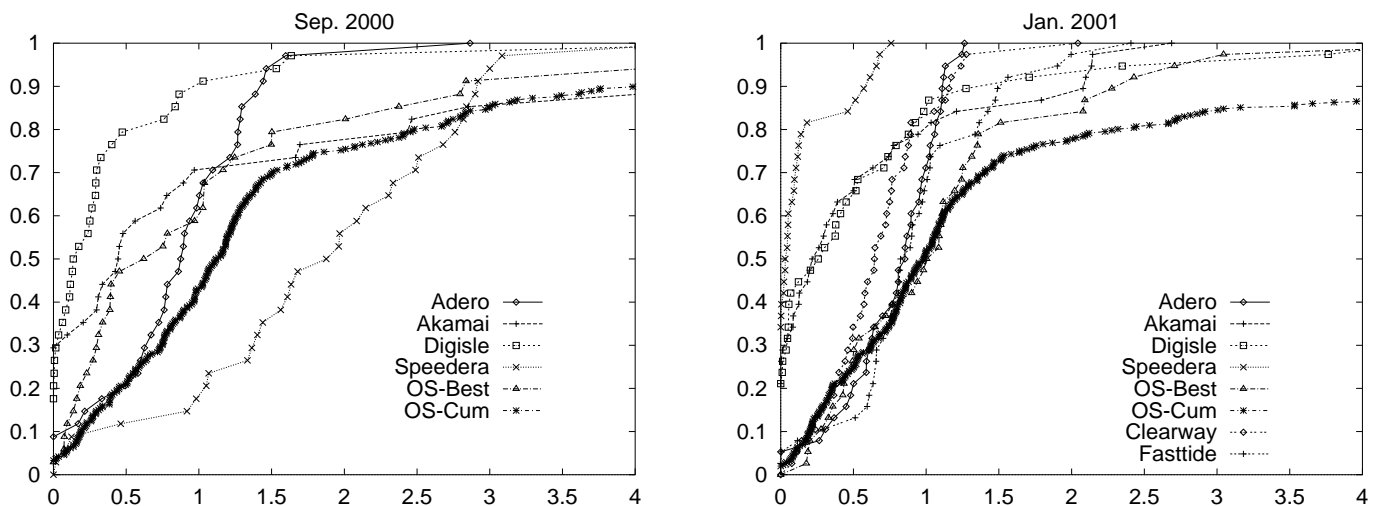 Sep. 2000
1
0.9
0.8
0.7
0.6
0.5
0.4
0.3
0.2
0.1
0
0 0.5 1 1.5 2 2.5 3 3.5 4
Adero
Akamai
Digisle
Speedera
OS-Best
OS-Cum
Jan. 2001
1
0.9
0.8
0.7
0.6
0.5
0.4
0.3
0.2
0.1
0
0 0.5 1 1.5 2 2.5 3 3.5 4
Adero
Akamai
Digisle
Speedera
OS-Best
OS-Cum
Clearway
Fasttide